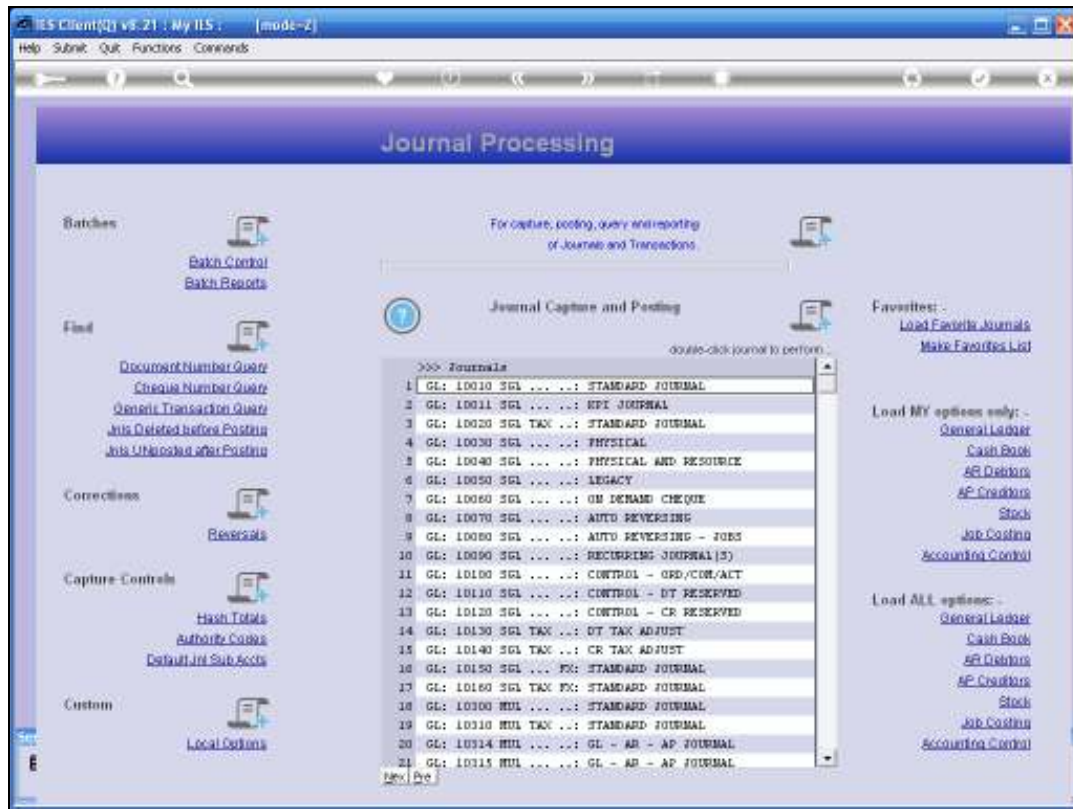 IES Client(Q) v8.21 : My IES : [mode=2]
Help Submit Quit Functions Commands
Journal Processing
Batches
Batch Control
Batch Reports
Find
Document Number Query
Cheque Number Query
Generic Transaction Query
Jnls Deleted before Posting
Jnls UNposted after Posting
Corrections
Reversals
Capture Controls
Hash Totals
Authority Codes
Default Jnl Sub Accts
Custom
Local Options
For capture, posting, query and reporting
of Journals and Transactions
Journal Capture and Posting
double-click journal to perform ..
>>> Journals
1 GL: 10010 SGL ... ..: STANDARD JOURNAL
2 GL: 10011 SGL ... ..: KPI JOURNAL
3 GL: 10020 SGL TAX ..: STANDARD JOURNAL
4 GL: 10030 SGL ... ..: PHYSICAL
5 GL: 10040 SGL ... ..: PHYSICAL AND RESOURCE
6 GL: 10050 SGL ... ..: LEGACY
7 GL: 10060 SGL ... ..: ON DEMAND CHEQUE
8 GL: 10070 SGL ... ..: AUTO REVERSING
9 GL: 10080 SGL ... ..: AUTO REVERSING - JOBS
10 GL: 10090 SGL ... ..: RECURRING JOURNAL(S)
11 GL: 10100 SGL ... ..: CONTROL - ORD/COM/ACT
12 GL: 10110 SGL ... ..: CONTROL - DT RESERVED
13 GL: 10120 SGL ... ..: CONTROL - CR RESERVED
14 GL: 10130 SGL TAX ..: DT TAX ADJUST
15 GL: 10140 SGL TAX ..: CR TAX ADJUST
16 GL: 10150 SGL ... FX: STANDARD JOURNAL
17 GL: 10160 SGL TAX FX: STANDARD JOURNAL
18 GL: 10300 MUL ... ..: STANDARD JOURNAL
19 GL: 10310 MUL TAX ..: STANDARD JOURNAL
20 GL: 10314 MUL ... ..: GL - AR - AP JOURNAL
21 GL: 10315 MUL ... ..: GL - AR - AP JOURNAL
Nex Pre
Favorites: .
Load Favorite Journals
Make Favorites List
Load MY options only: .
General Ledger
Cash Book
AR Debtors
AP Creditors
Stock
Job Costing
Accounting Control
Load ALL options: .
General Ledger
Cash Book
AR Debtors
AP Creditors
Stock
Job Costing
Accounting Control